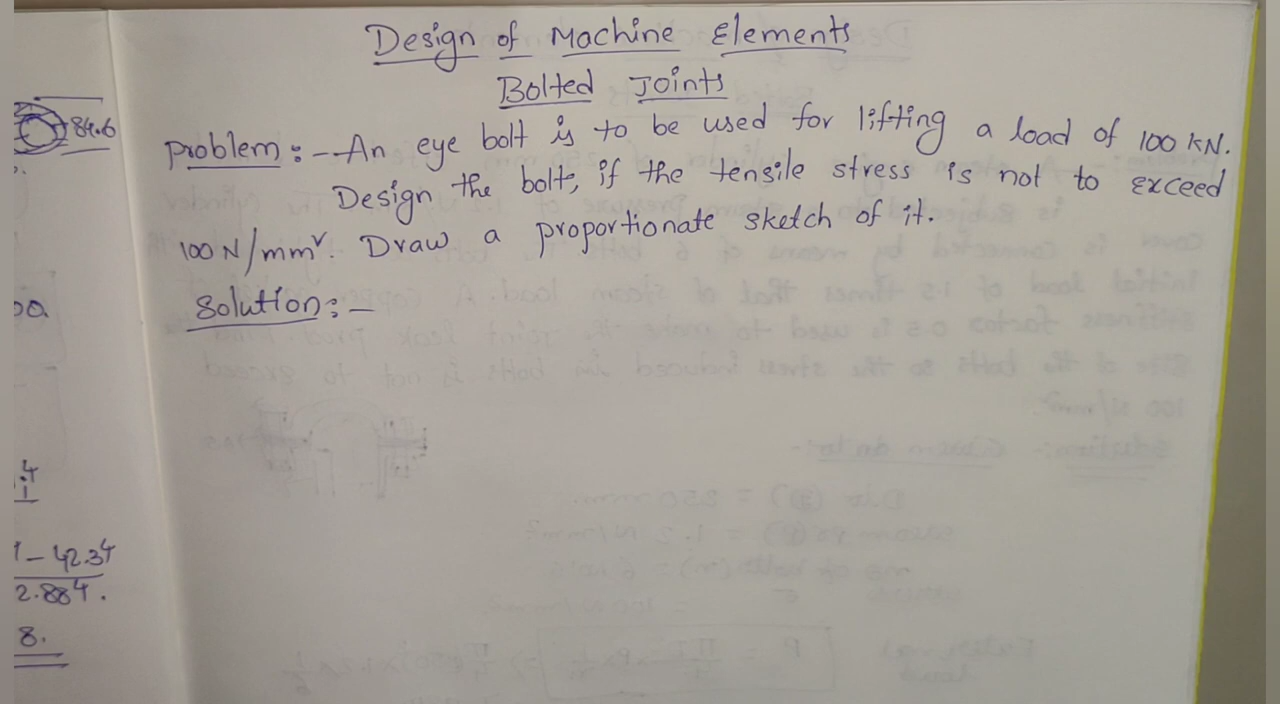 Design of Machine Elements
Bolted Joints
84.6
Problem:- An eye bolt is to be used for lifting a load of 100 KN.
Design the bolt, if the tensile stress is not to exceed
100 N/mm². Draw a proportionate sketch of it.
Solution:-
1 - 42.34
2.884.
8.